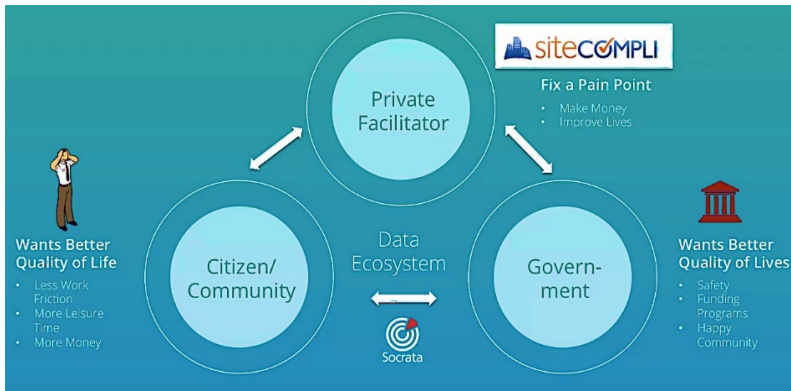 siteCOMPLI
Fix a Pain Point
• Make Money
• Improve Lives
Private
Facilitator
Wants Better
Quality of Life
• Less Work
Friction
• More Leisure
Time
• More Money
Citizen/
Community
Data
Ecosystem
Socrata
Govern-
ment
Wants Better
Quality of Lives
• Safety
• Funding
Programs
• Happy
Community